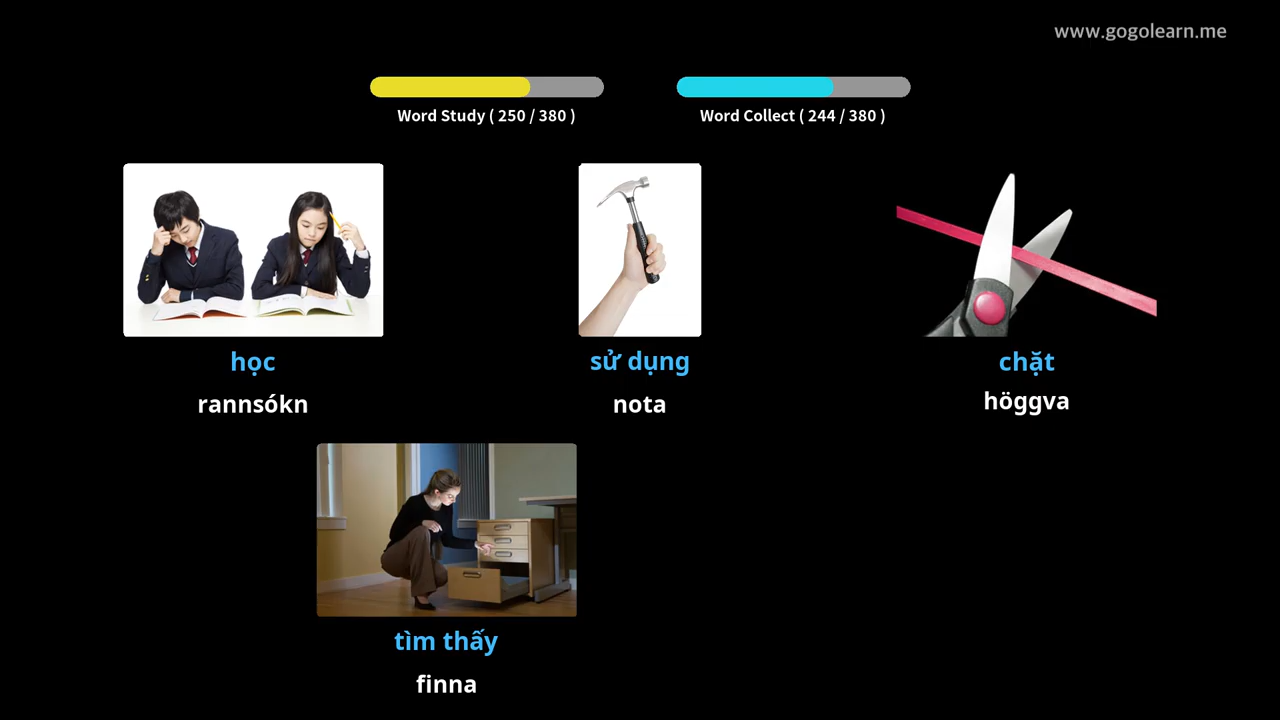 www.gogolearn.me
Word Study ( 250 / 380 )
Word Collect ( 244 / 380 )
học
sử dụng
chặt
rannsókn
nota
höggva
tìm thấy
finna